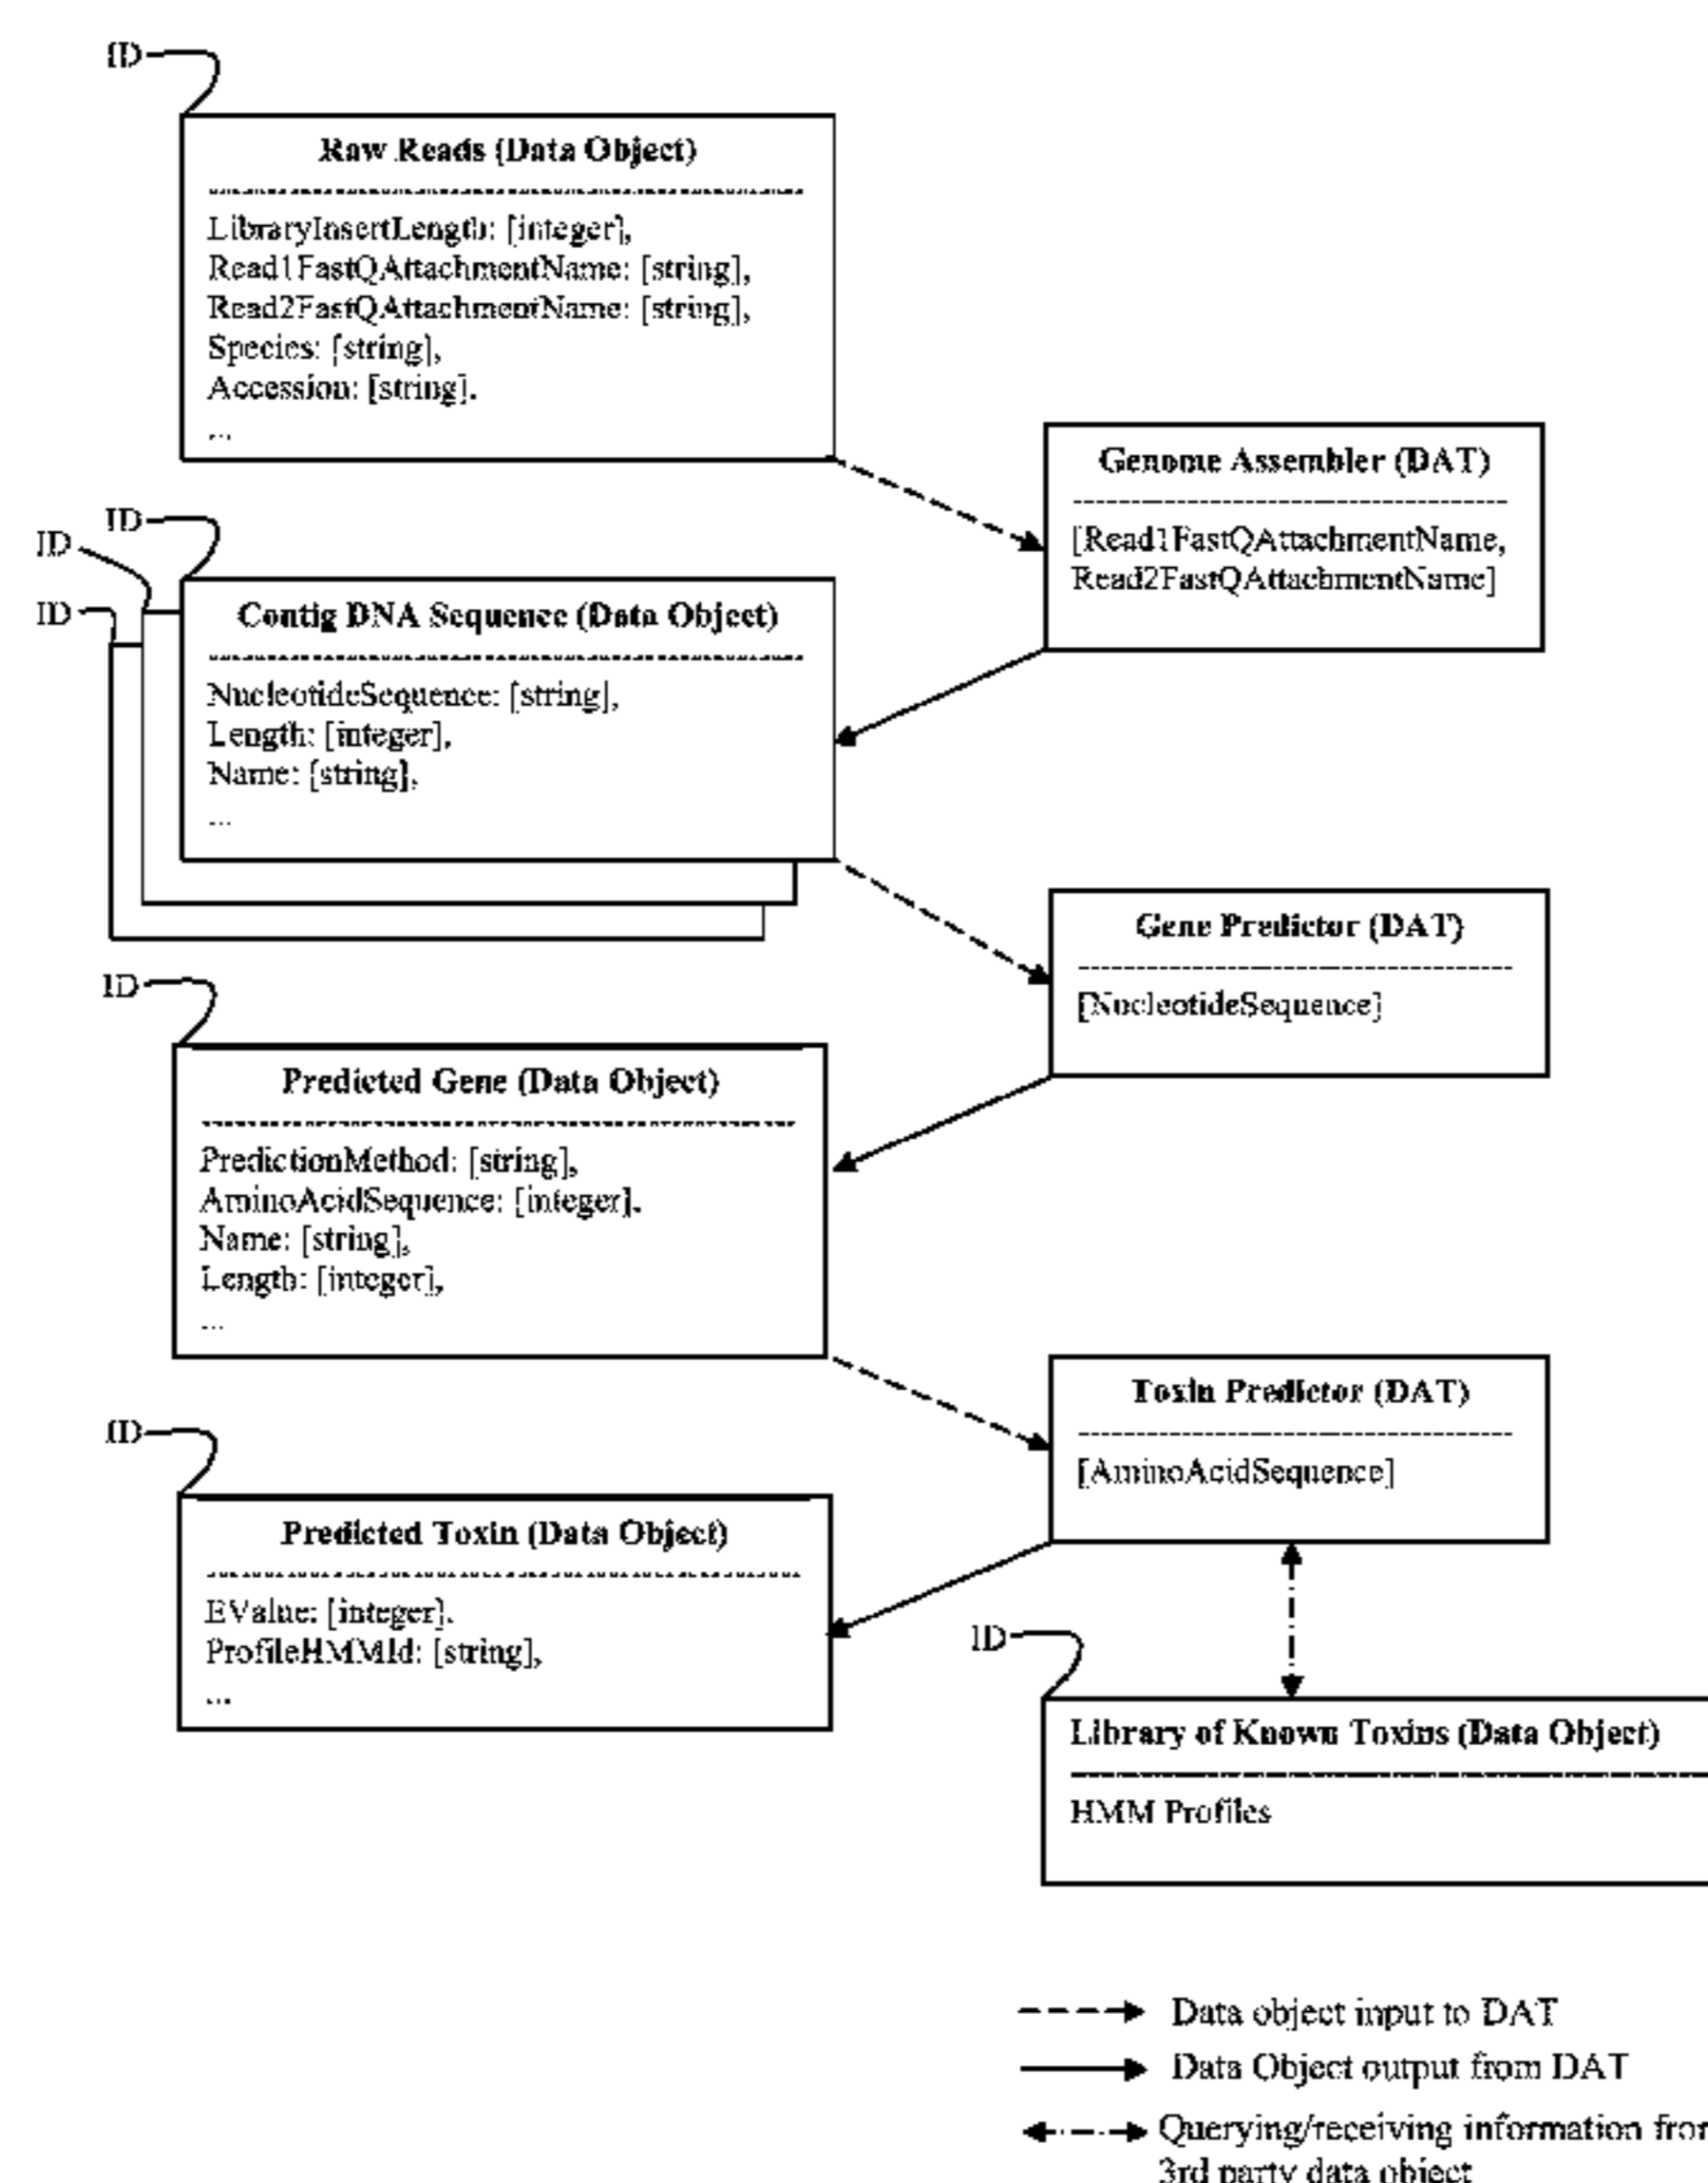 ID
Raw Reads (Data Object)
LibraryInsertLength: [integer],
Read1FastQAttachmentName: [string],
Read2FastQAttachmentName: [string],
Species: [string],
Accession: [string].
...
Genome Assembler (DAT)
[Read1FastQAttachmentName,
Read2FastQAttachmentName]
ID
ID
ID
Contig DNA Sequence (Data Object)
NucleotideSequence: [string],
Length: [integer],
Name: [string],
...
Gene Predictor (DAT)
[NucleotideSequence]
ID
Predicted Gene (Data Object)
PredictionMethod: [string],
AminoAcidSequence: [integer].
Name: [string],
Length: [integer],
...
Toxin Predictor (DAT)
[AminoAcidSequence]
ID
Predicted Toxin (Data Object)
EValue: [integer].
ProfileHMMId: [string],
...
ID
Library of Known Toxins (Data Object)
HMM Profiles
Data object input to DAT
Data Object output from DAT
Querying/receiving information from
3rd party data object